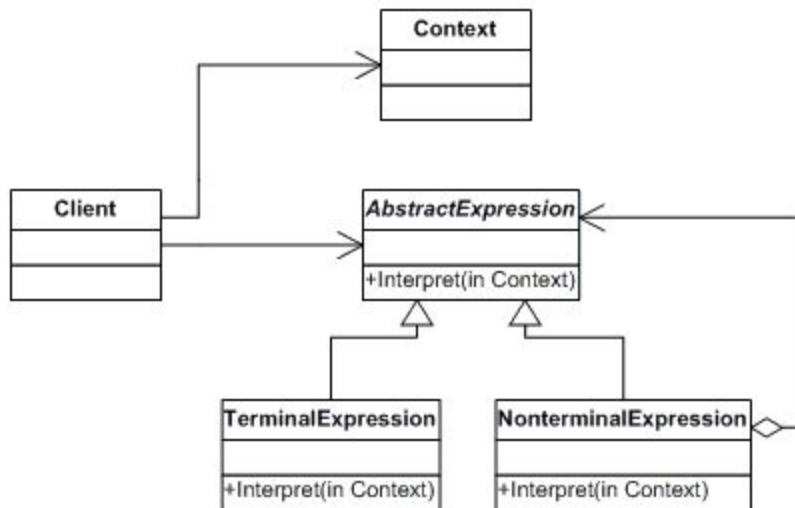 Context
Client
AbstractExpression
+Interpret(in Context)
TerminalExpression
+Interpret(in Context)
NonterminalExpression
+Interpret(in Context)